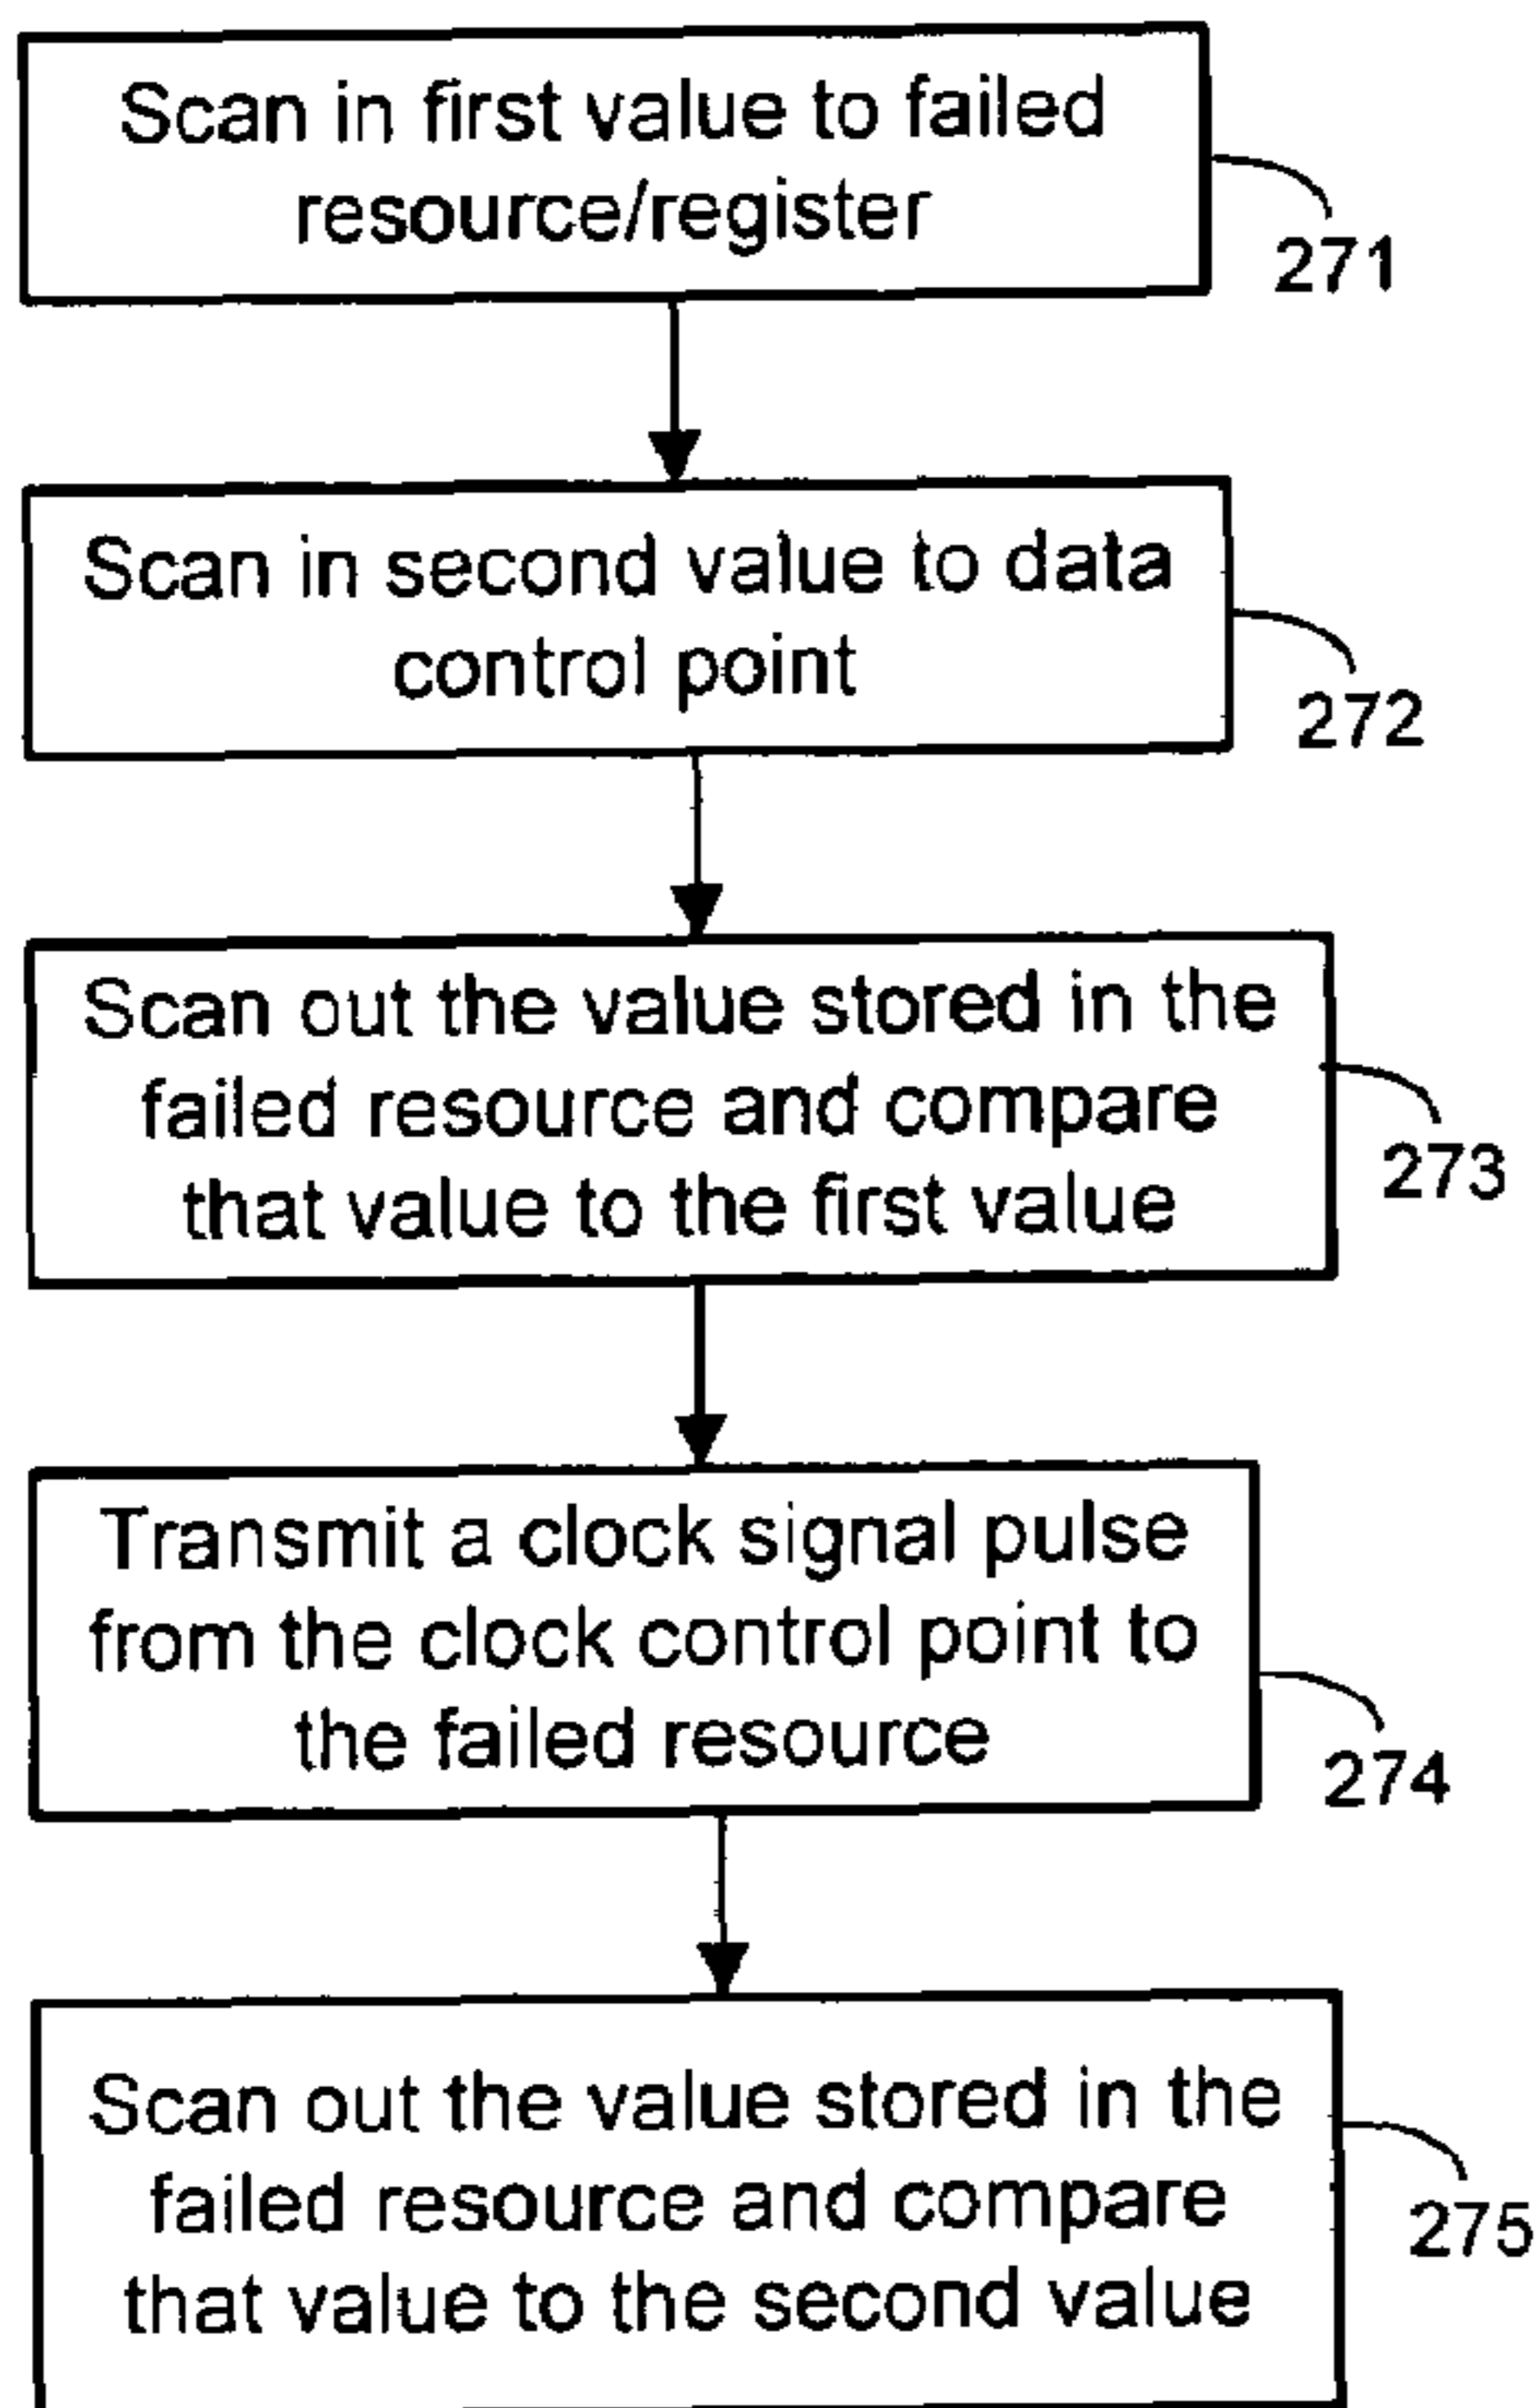 Scan in first value to failed
resource/register
271
Scan in second value to data
control point
272
Scan out the value stored in the
failed resource and compare
that value to the first value
273
Transmit a clock signal pulse
from the clock control point to
the failed resource
274
Scan out the value stored in the
failed resource and compare
that value to the second value
275